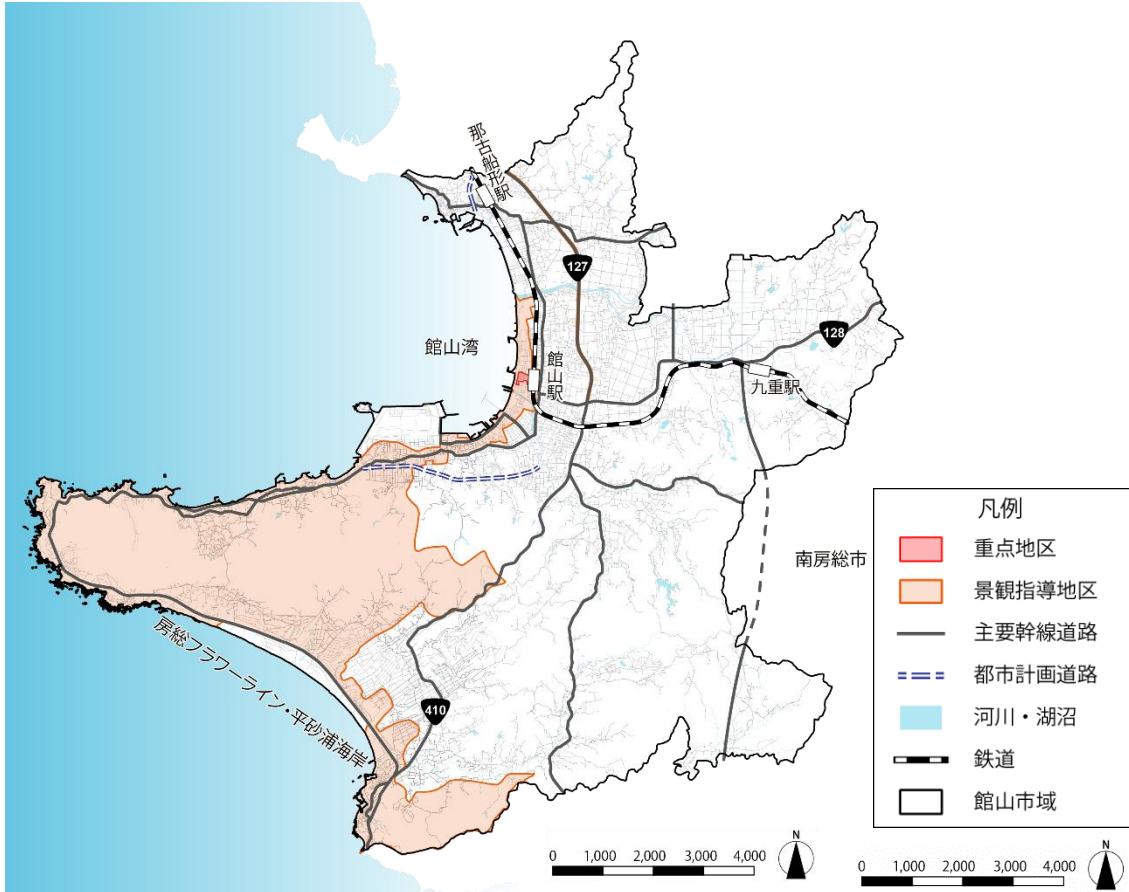 那古船形駅
127
128
館山湾
館山駅
九重駅
南房総市
房総フラワーライン・平砂浦海岸
410
凡例
重点地区
景観指導地区
主要幹線道路
都市計画道路
河川・湖沼
鉄道
館山市域
0 1,000 2,000 3,000 4,000
N
0 1,000 2,000 3,000 4,000
N